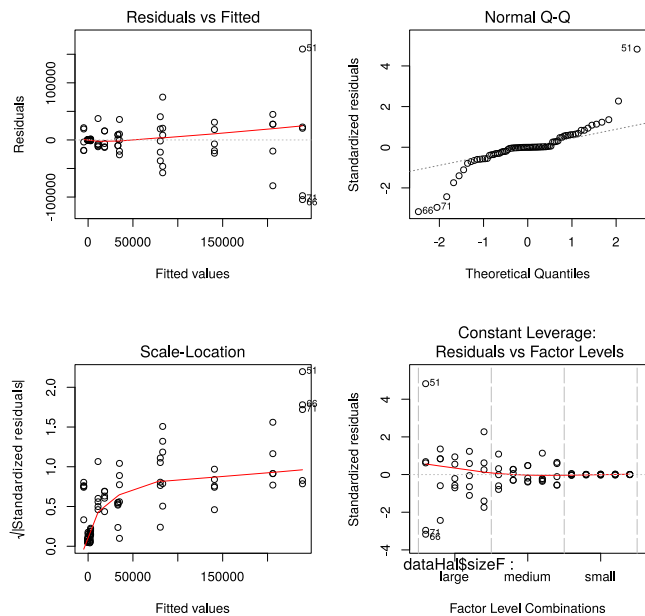 Residuals vs Fitted
Residuals
-100000
0
50000
100000
51
71
66
0
50000
150000
Fitted values
Normal Q-Q
Standardized residuals
-2
0
2
4
51
71
66
-2
-1
0
1
2
Theoretical Quantiles
Scale-Location
√|Standardized residuals|
0.0
0.5
1.0
1.5
2.0
51
66
71
0
50000
150000
Fitted values
Constant Leverage:
Residuals vs Factor Levels
Standardized residuals
-4
-2
0
2
4
51
71
66
dataHal$sizeF :
large
medium
small
Factor Level Combinations